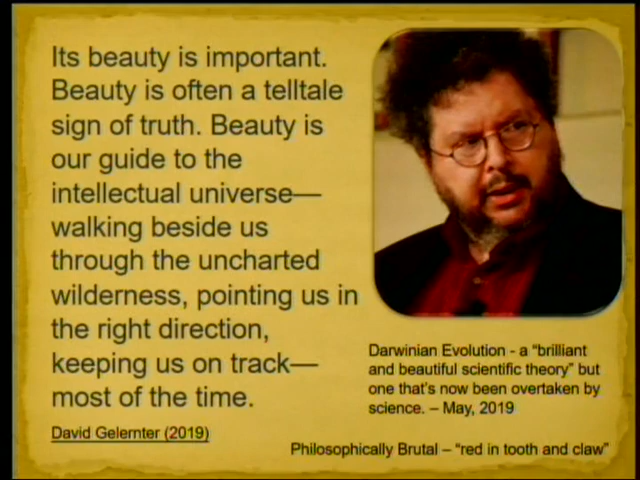 Its beauty is important.
Beauty is often a telltale
sign of truth. Beauty is
our guide to the
intellectual universe—
walking beside us
through the uncharted
wilderness, pointing us in
the right direction,
keeping us on track—
most of the time.
David Gelernter (2019)
Darwinian Evolution - a “brilliant
and beautiful scientific theory” but
one that’s now been overtaken by
science. – May, 2019
Philosophically Brutal – “red in tooth and claw”